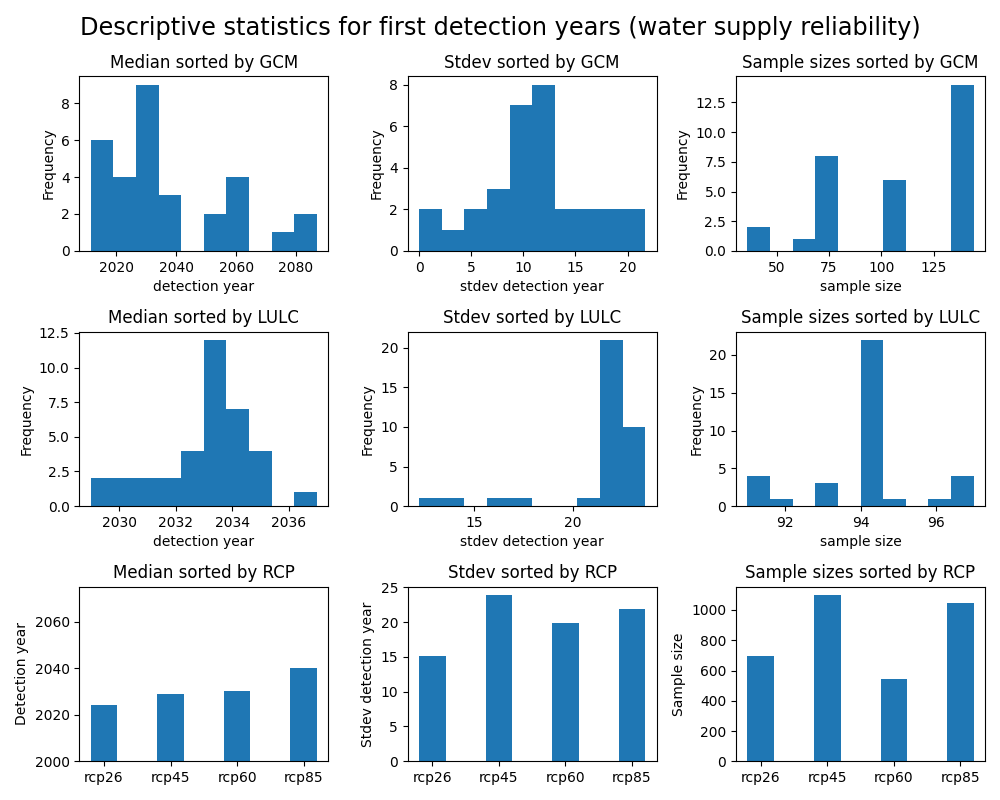 Descriptive statistics for first detection years (water supply reliability)
Median sorted by GCM
Stdev sorted by GCM
Sample sizes sorted by GCM
Frequency
8
6
4
2
0
2020 2040 2060 2080
detection year
Frequency
8
6
4
2
0
0 5 10 15 20
stdev detection year
Frequency
12.5
10.0
7.5
5.0
2.5
0.0
50 75 100 125
sample size
Median sorted by LULC
Stdev sorted by LULC
Sample sizes sorted by LULC
Frequency
12.5
10.0
7.5
5.0
2.5
0.0
2030 2032 2034 2036
detection year
Frequency
20
15
10
5
0
15 20
stdev detection year
Frequency
20
15
10
5
0
92 94 96
sample size
Median sorted by RCP
Stdev sorted by RCP
Sample sizes sorted by RCP
Detection year
2060
2040
2020
2000
rcp26 rcp45 rcp60 rcp85
Stdev detection year
25
20
15
10
5
0
rcp26 rcp45 rcp60 rcp85
Sample size
1000
800
600
400
200
0
rcp26 rcp45 rcp60 rcp85